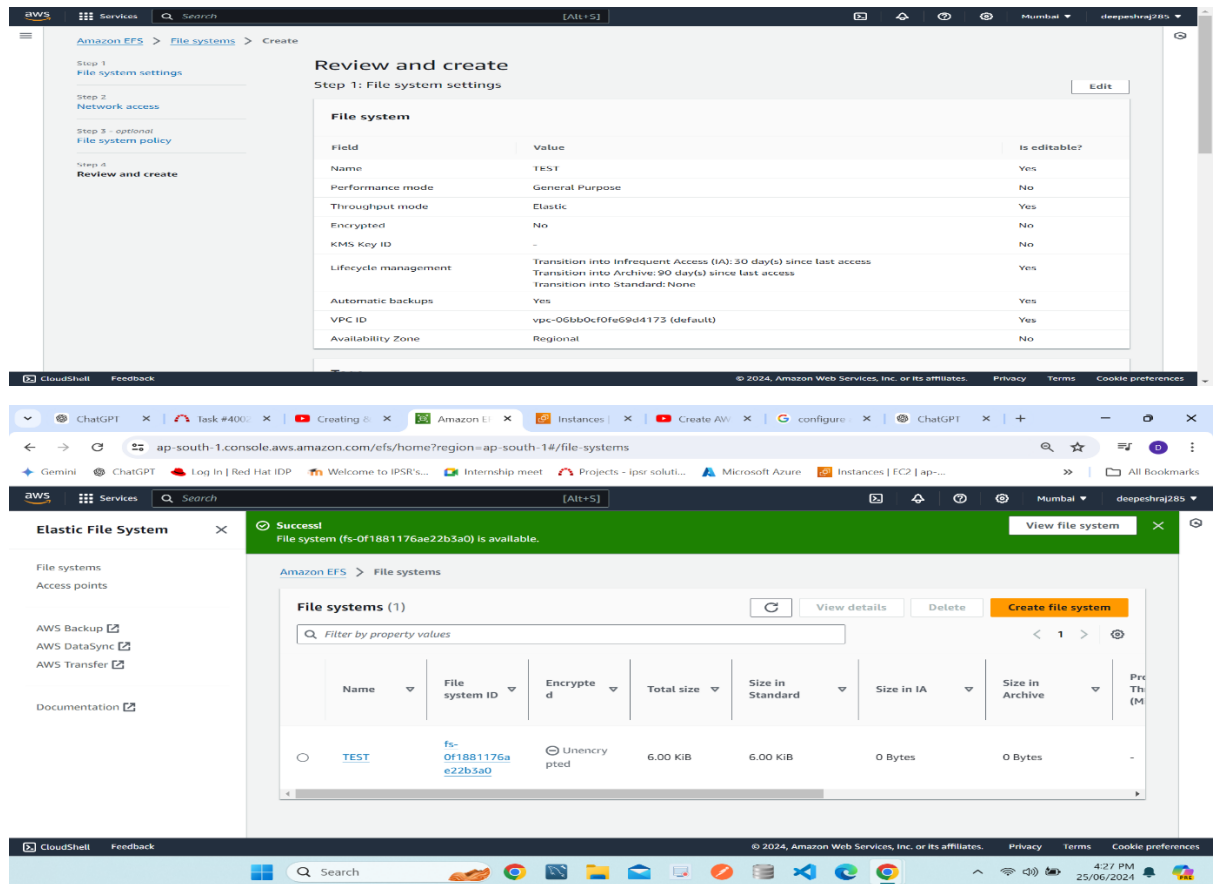 aws Services Search [Alt+S] Mumbai deepeshraj285
Amazon EFS > File systems > Create
Step 1
File system settings
Step 2
Network access
Step 3 - optional
File system policy
Step 4
Review and create
Review and create
Step 1: File system settings
Edit
File system
Field Value Is editable?
Name TEST Yes
Performance mode General Purpose No
Throughput mode Elastic Yes
Encrypted No No
KMS Key ID - No
Lifecycle management Transition into Infrequent Access (IA): 30 day(s) since last access Yes
Transition into Archive: 90 day(s) since last access
Transition into Standard: None
Automatic backups Yes Yes
VPC ID vpc-06bb0cf0fe69d4173 (default) Yes
Availability Zone Regional No
CloudShell Feedback © 2024, Amazon Web Services, Inc. or its affiliates. Privacy Terms Cookie preferences
ChatGPT Task #400 Creating & Amazon El Instances | Create AW configure ChatGPT
ap-south-1.console.aws.amazon.com/efs/home?region=ap-south-1#/file-systems D
Gemini ChatGPT Log In | Red Hat IDP Welcome to IPSR's... Internship meet Projects - ipsr soluti... Microsoft Azure Instances | EC2 | ap-... >> All Bookmarks
aws Services Search [Alt+S] Mumbai deepeshraj285
Elastic File System
File systems
Access points
AWS Backup
AWS DataSync
AWS Transfer
Documentation
Success!
File system (fs-0f1881176ae22b3a0) is available.
View file system
Amazon EFS > File systems
File systems (1)
View details Delete Create file system
Filter by property values
< 1 >
Name
File system ID
Encrypte
d
Total size
Size in
Standard
Size in IA
Size in
Archive
Pro
Th
(M
TEST
fs-
0f1881176a
e22b3a0
Unencry
pted
6.00 KiB
6.00 KiB
0 Bytes
0 Bytes
-
CloudShell Feedback © 2024, Amazon Web Services, Inc. or its affiliates. Privacy Terms Cookie preferences
Search
4:27 PM
25/06/2024